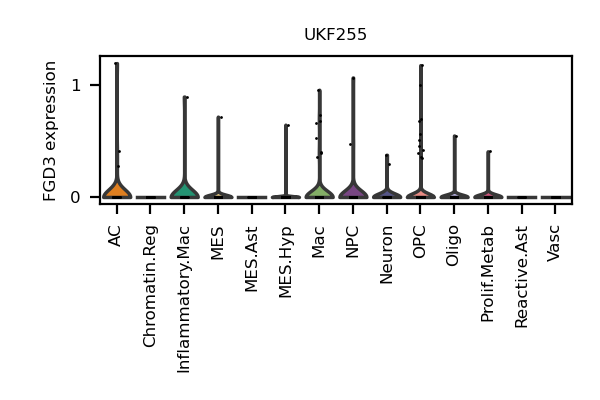 UKF255
FGD3 expression
1
0
AC
Chromatin.Reg
Inflammatory.Mac
MES
MES.Ast
MES.Hyp
Mac
NPC
Neuron
OPC
Oligo
Prolif.Metab
Reactive.Ast
Vasc